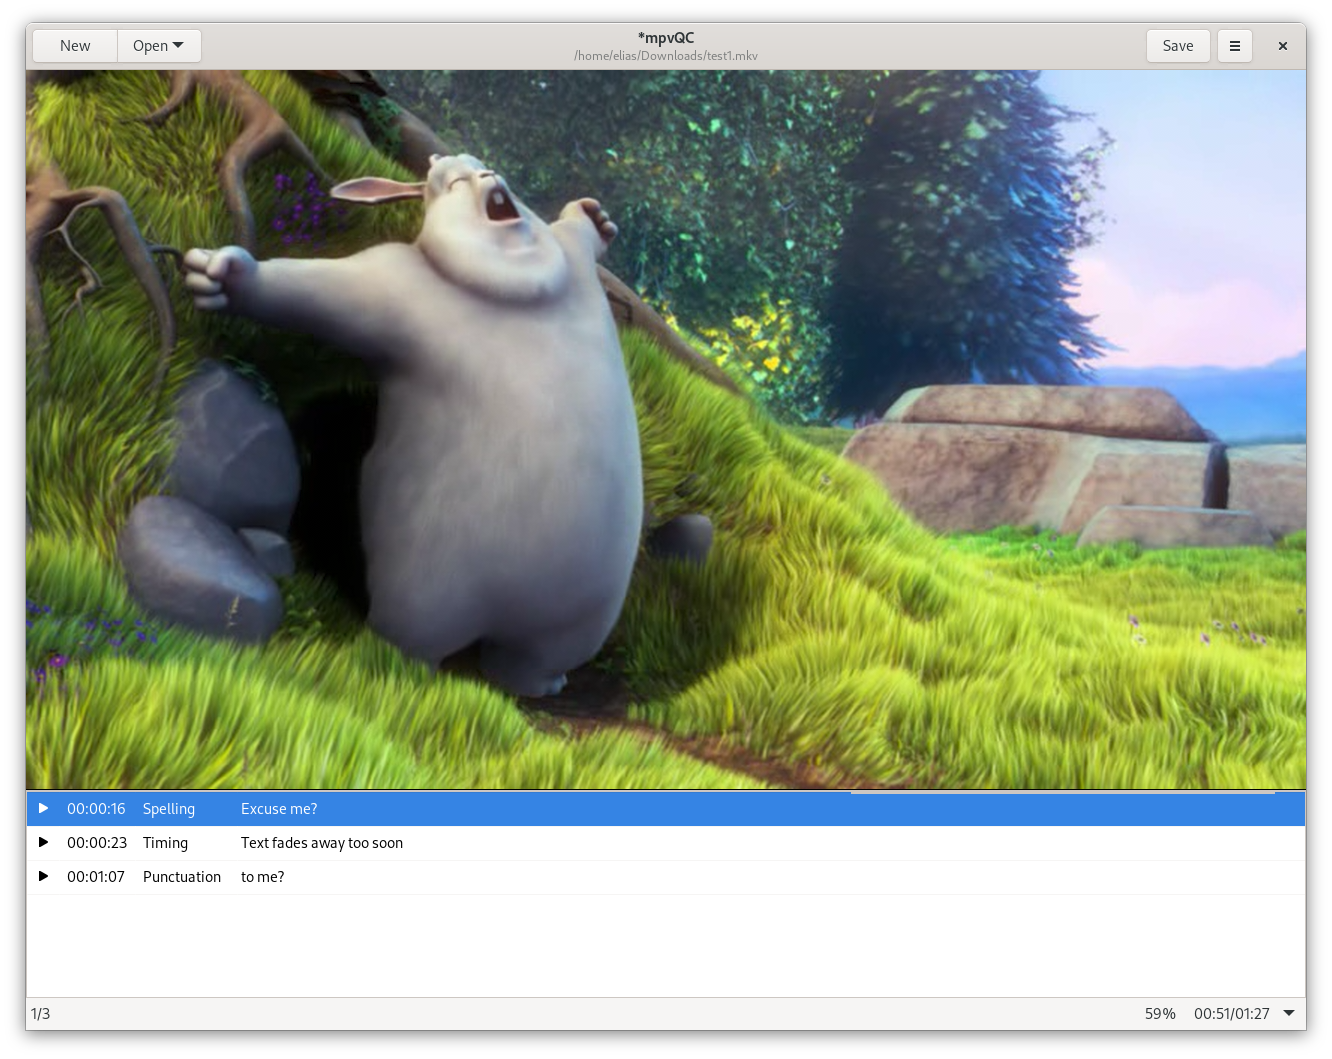 New Open *mpvQC Save
/home/elias/Downloads/test1.mkv
00:00:16 Spelling Excuse me?
00:00:23 Timing Text fades away too soon
00:01:07 Punctuation to me?
1/3 59% 00:51/01:27